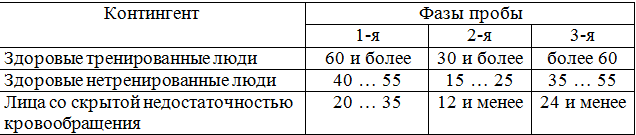 Контингент Фазы пробы
1-я 2-я 3-я
Здоровые тренированные люди 60 и более 30 и более более 60
Здоровые нетренированные люди 40 … 55 15 … 25 35 … 55
Лица со скрытой недостаточностью 20 … 35 12 и менее 24 и менее
кровообращения